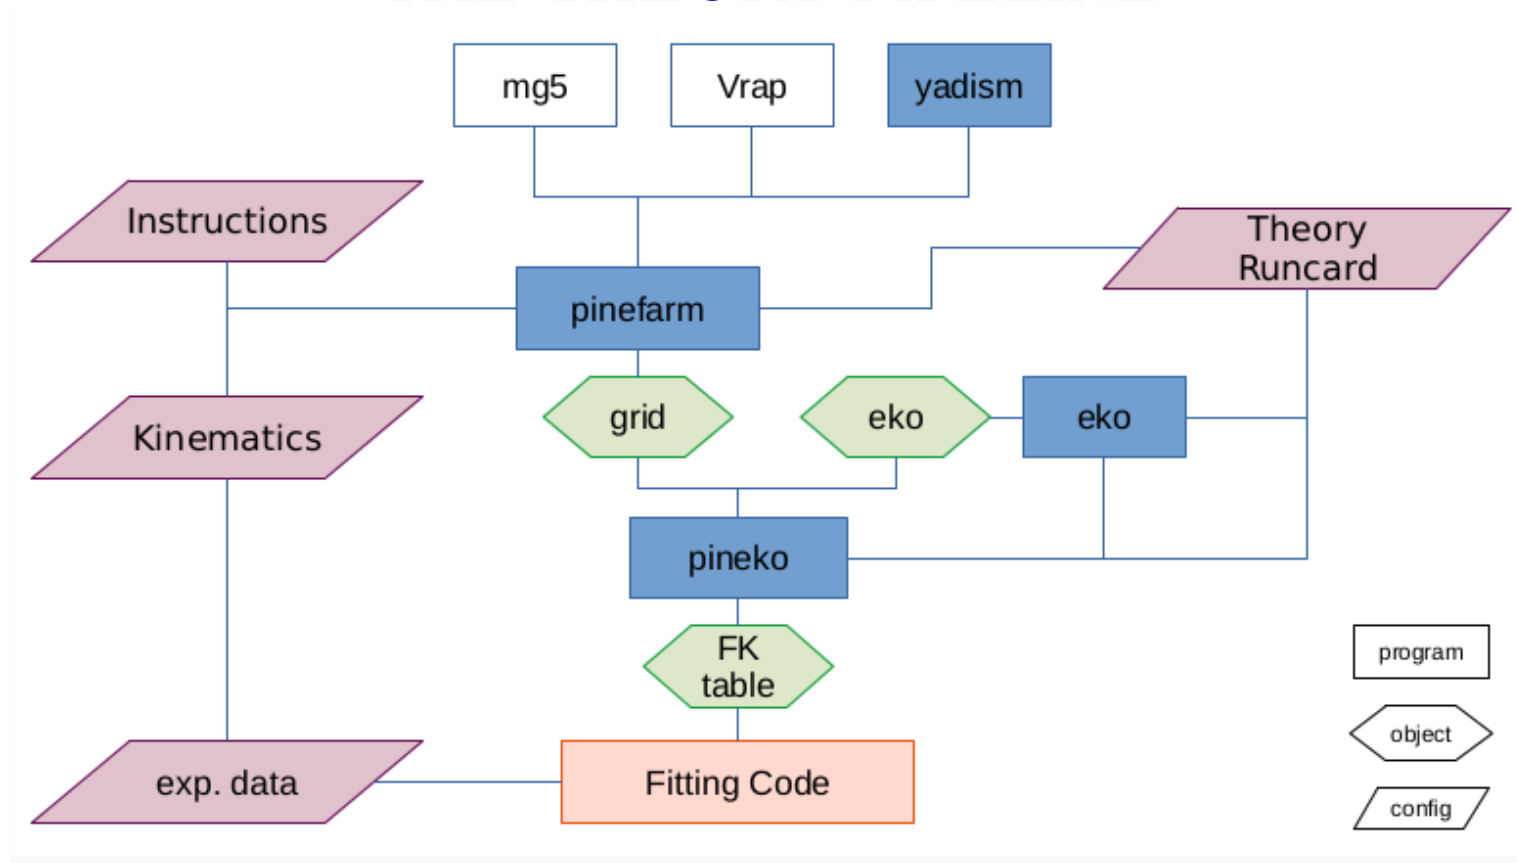 mg5
Vrap
yadism
Instructions
Theory
Runcard
pinefarm
grid
eko
eko
Kinematics
pineko
FK
table
program
object
exp. data
Fitting Code
config